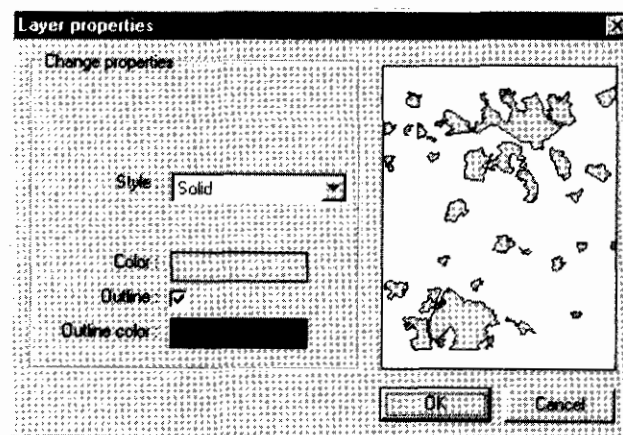 Layer properties
Change properties
Style :
Solid
Color :
Outline :
Outline color :
OK
Cancel